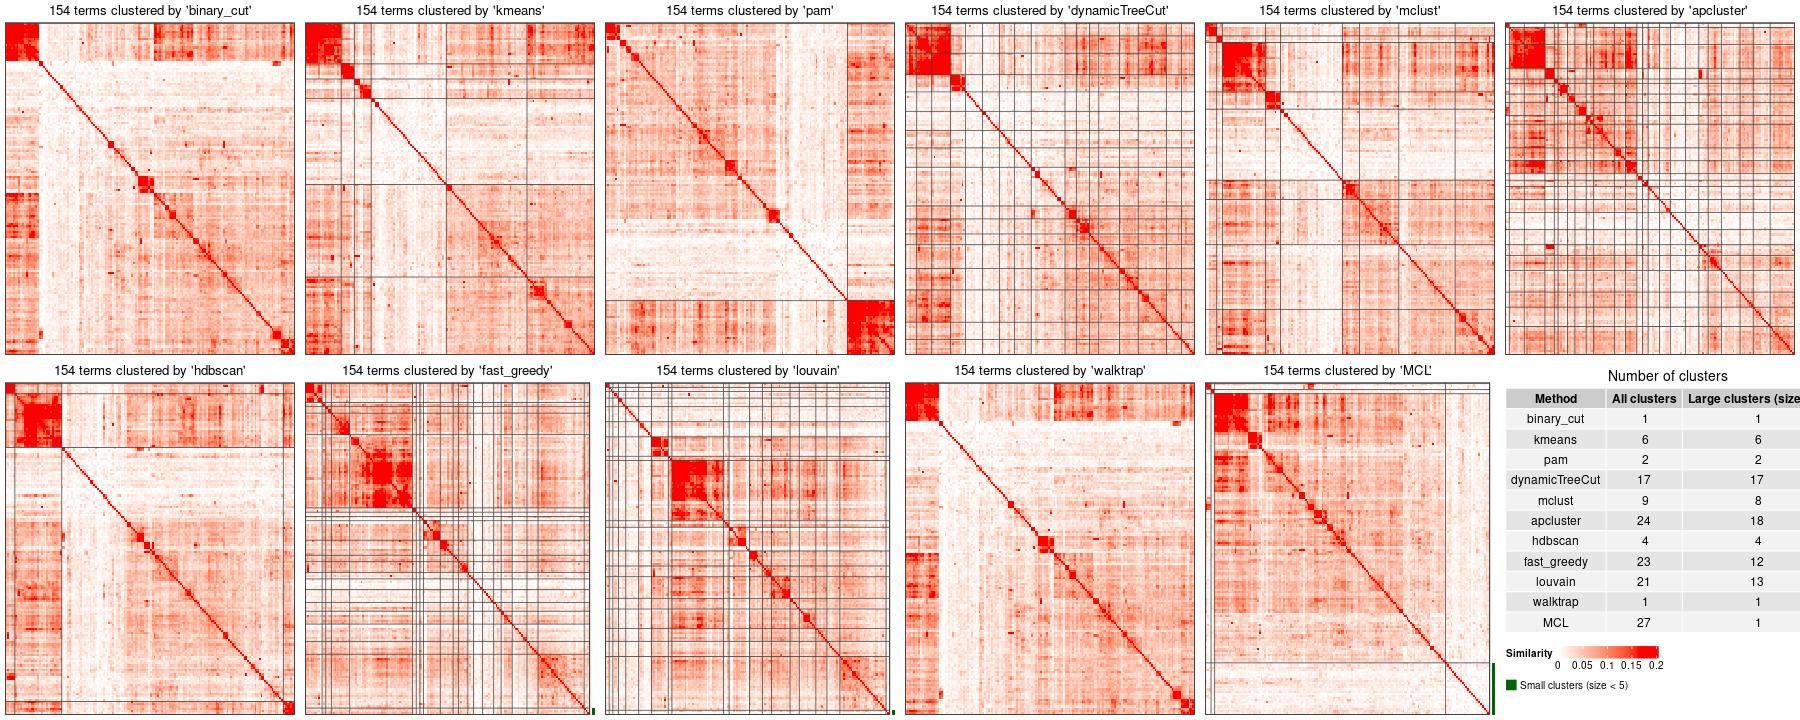 154 terms clustered by 'binary_cut'
154 terms clustered by 'kmeans'
154 terms clustered by 'pam'
154 terms clustered by 'dynamicTreeCut'
154 terms clustered by 'mclust'
154 terms clustered by 'apcluster'
154 terms clustered by 'hdbscan'
154 terms clustered by 'fast_greedy'
154 terms clustered by 'louvain'
154 terms clustered by 'walktrap'
154 terms clustered by 'MCL'
Number of clusters
Method All clusters Large clusters (size
binary_cut 1 1
kmeans 6 6
pam 2 2
dynamicTreeCut 17 17
mclust 9 8
apcluster 24 18
hdbscan 4 4
fast_greedy 23 12
louvain 21 13
walktrap 1 1
MCL 27 1
Similarity
0 0.05 0.1 0.15 0.2
Small clusters (size < 5)